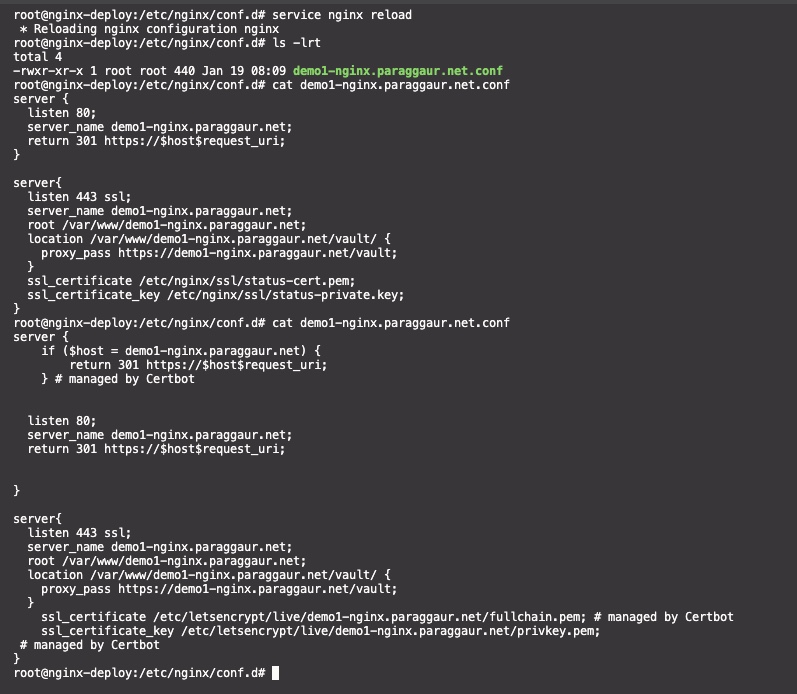 root@nginx-deploy:/etc/nginx/conf.d# service nginx reload
 * Reloading nginx configuration nginx
root@nginx-deploy:/etc/nginx/conf.d# ls -lrt
total 4
-rwxr-xr-x 1 root root 440 Jan 19 08:09 demo1-nginx.paraggaur.net.conf
root@nginx-deploy:/etc/nginx/conf.d# cat demo1-nginx.paraggaur.net.conf
server {
  listen 80;
  server_name demo1-nginx.paraggaur.net;
  return 301 https://$host$request_uri;
}

server{
  listen 443 ssl;
  server_name demo1-nginx.paraggaur.net;
  root /var/www/demo1-nginx.paraggaur.net;
  location /var/www/demo1-nginx.paraggaur.net/vault/ {
    proxy_pass https://demo1-nginx.paraggaur.net/vault;
  }
  ssl_certificate /etc/nginx/ssl/status-cert.pem;
  ssl_certificate_key /etc/nginx/ssl/status-private.key;
}
root@nginx-deploy:/etc/nginx/conf.d# cat demo1-nginx.paraggaur.net.conf
server {
    if ($host = demo1-nginx.paraggaur.net) {
        return 301 https://$host$request_uri;
    } # managed by Certbot


  listen 80;
  server_name demo1-nginx.paraggaur.net;
  return 301 https://$host$request_uri;


}

server{
  listen 443 ssl;
  server_name demo1-nginx.paraggaur.net;
  root /var/www/demo1-nginx.paraggaur.net;
  location /var/www/demo1-nginx.paraggaur.net/vault/ {
    proxy_pass https://demo1-nginx.paraggaur.net/vault;
  }
    ssl_certificate /etc/letsencrypt/live/demo1-nginx.paraggaur.net/fullchain.pem; # managed by Certbot
    ssl_certificate_key /etc/letsencrypt/live/demo1-nginx.paraggaur.net/privkey.pem;
 # managed by Certbot
}
root@nginx-deploy:/etc/nginx/conf.d#